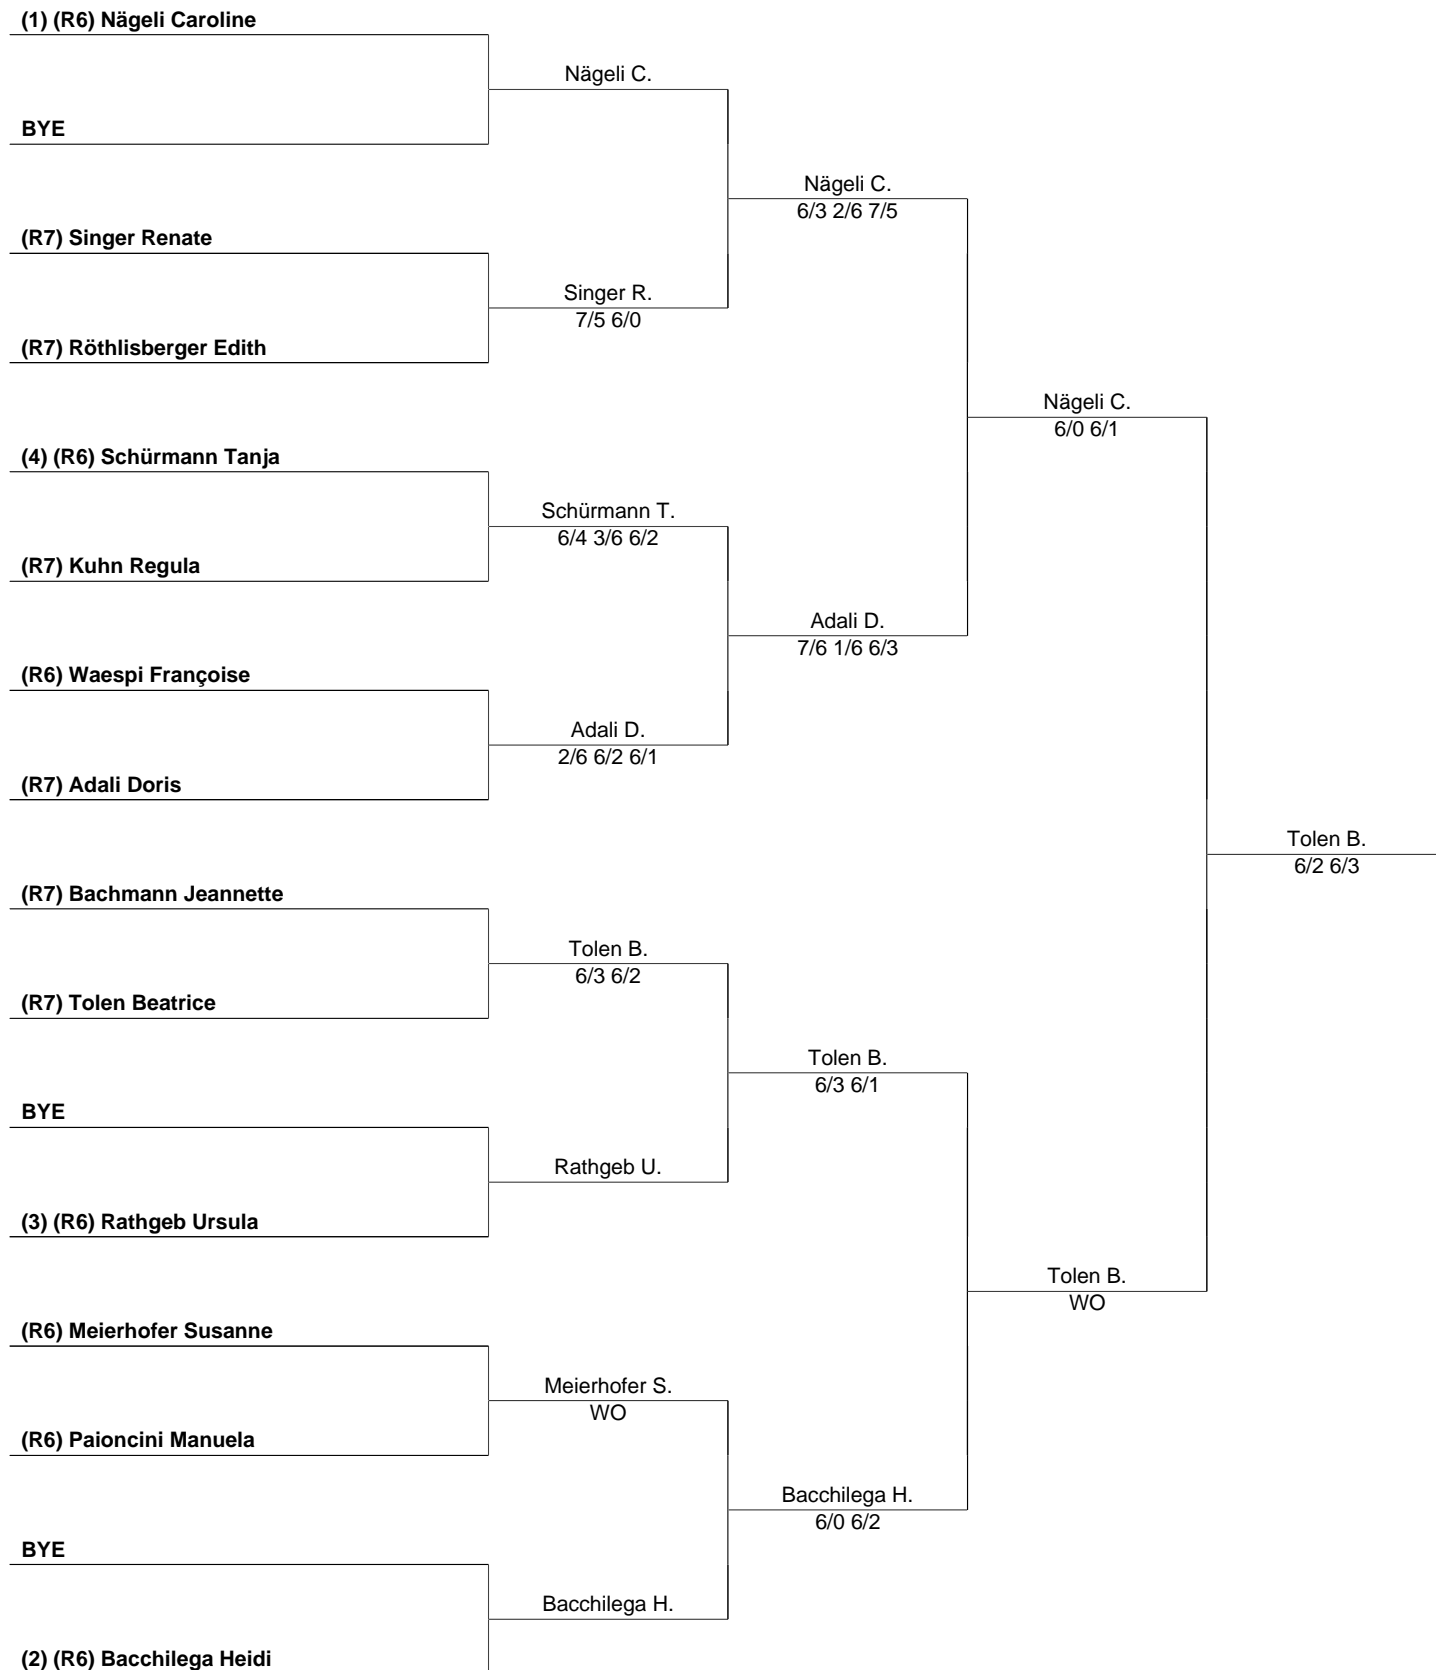 (1) (R6) Nägeli Caroline
Nägeli C.
BYE
Nägeli C.
6/3 2/6 7/5
(R7) Singer Renate
Singer R.
7/5 6/0
(R7) Röthlisberger Edith
Nägeli C.
6/0 6/1
(4) (R6) Schürmann Tanja
Schürmann T.
6/4 3/6 6/2
(R7) Kuhn Regula
Adali D.
7/6 1/6 6/3
(R6) Waespi Françoise
Adali D.
2/6 6/2 6/1
(R7) Adali Doris
Tolen B.
6/2 6/3
(R7) Bachmann Jeannette
Tolen B.
6/3 6/2
(R7) Tolen Beatrice
Tolen B.
6/3 6/1
BYE
Rathgeb U.
(3) (R6) Rathgeb Ursula
Tolen B.
WO
(R6) Meierhofer Susanne
Meierhofer S.
WO
(R6) Paioncini Manuela
Bacchilega H.
6/0 6/2
BYE
Bacchilega H.
(2) (R6) Bacchilega Heidi